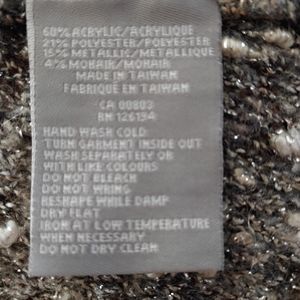 60% ACRYLIC/ACRYLIQUE
21% POLYESTER/POLYESTER
15% METALLIC/METALLIQUE
4% MOHAIR/MOHAIR
MADE IN TAIWAN
FABRIQUE EN TAIWAN
CA 00803
RN 126194
HAND WASH COLD
TURN GARMENT INSIDE OUT
WASH SEPARATELY OR
WITH LIKE COLOURS
DO NOT BLEACH
DO NOT WRING
RESHAPE WHILE DAMP
DRY FLAT
IRON AT LOW TEMPERATURE
WHEN NECESSARY
DO NOT DRY CLEAN